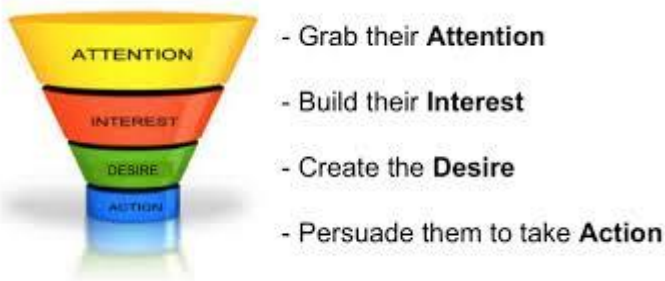 ATTENTION
INTEREST
DESIRE
ACTION
- Grab their Attention
- Build their Interest
- Create the Desire
- Persuade them to take Action